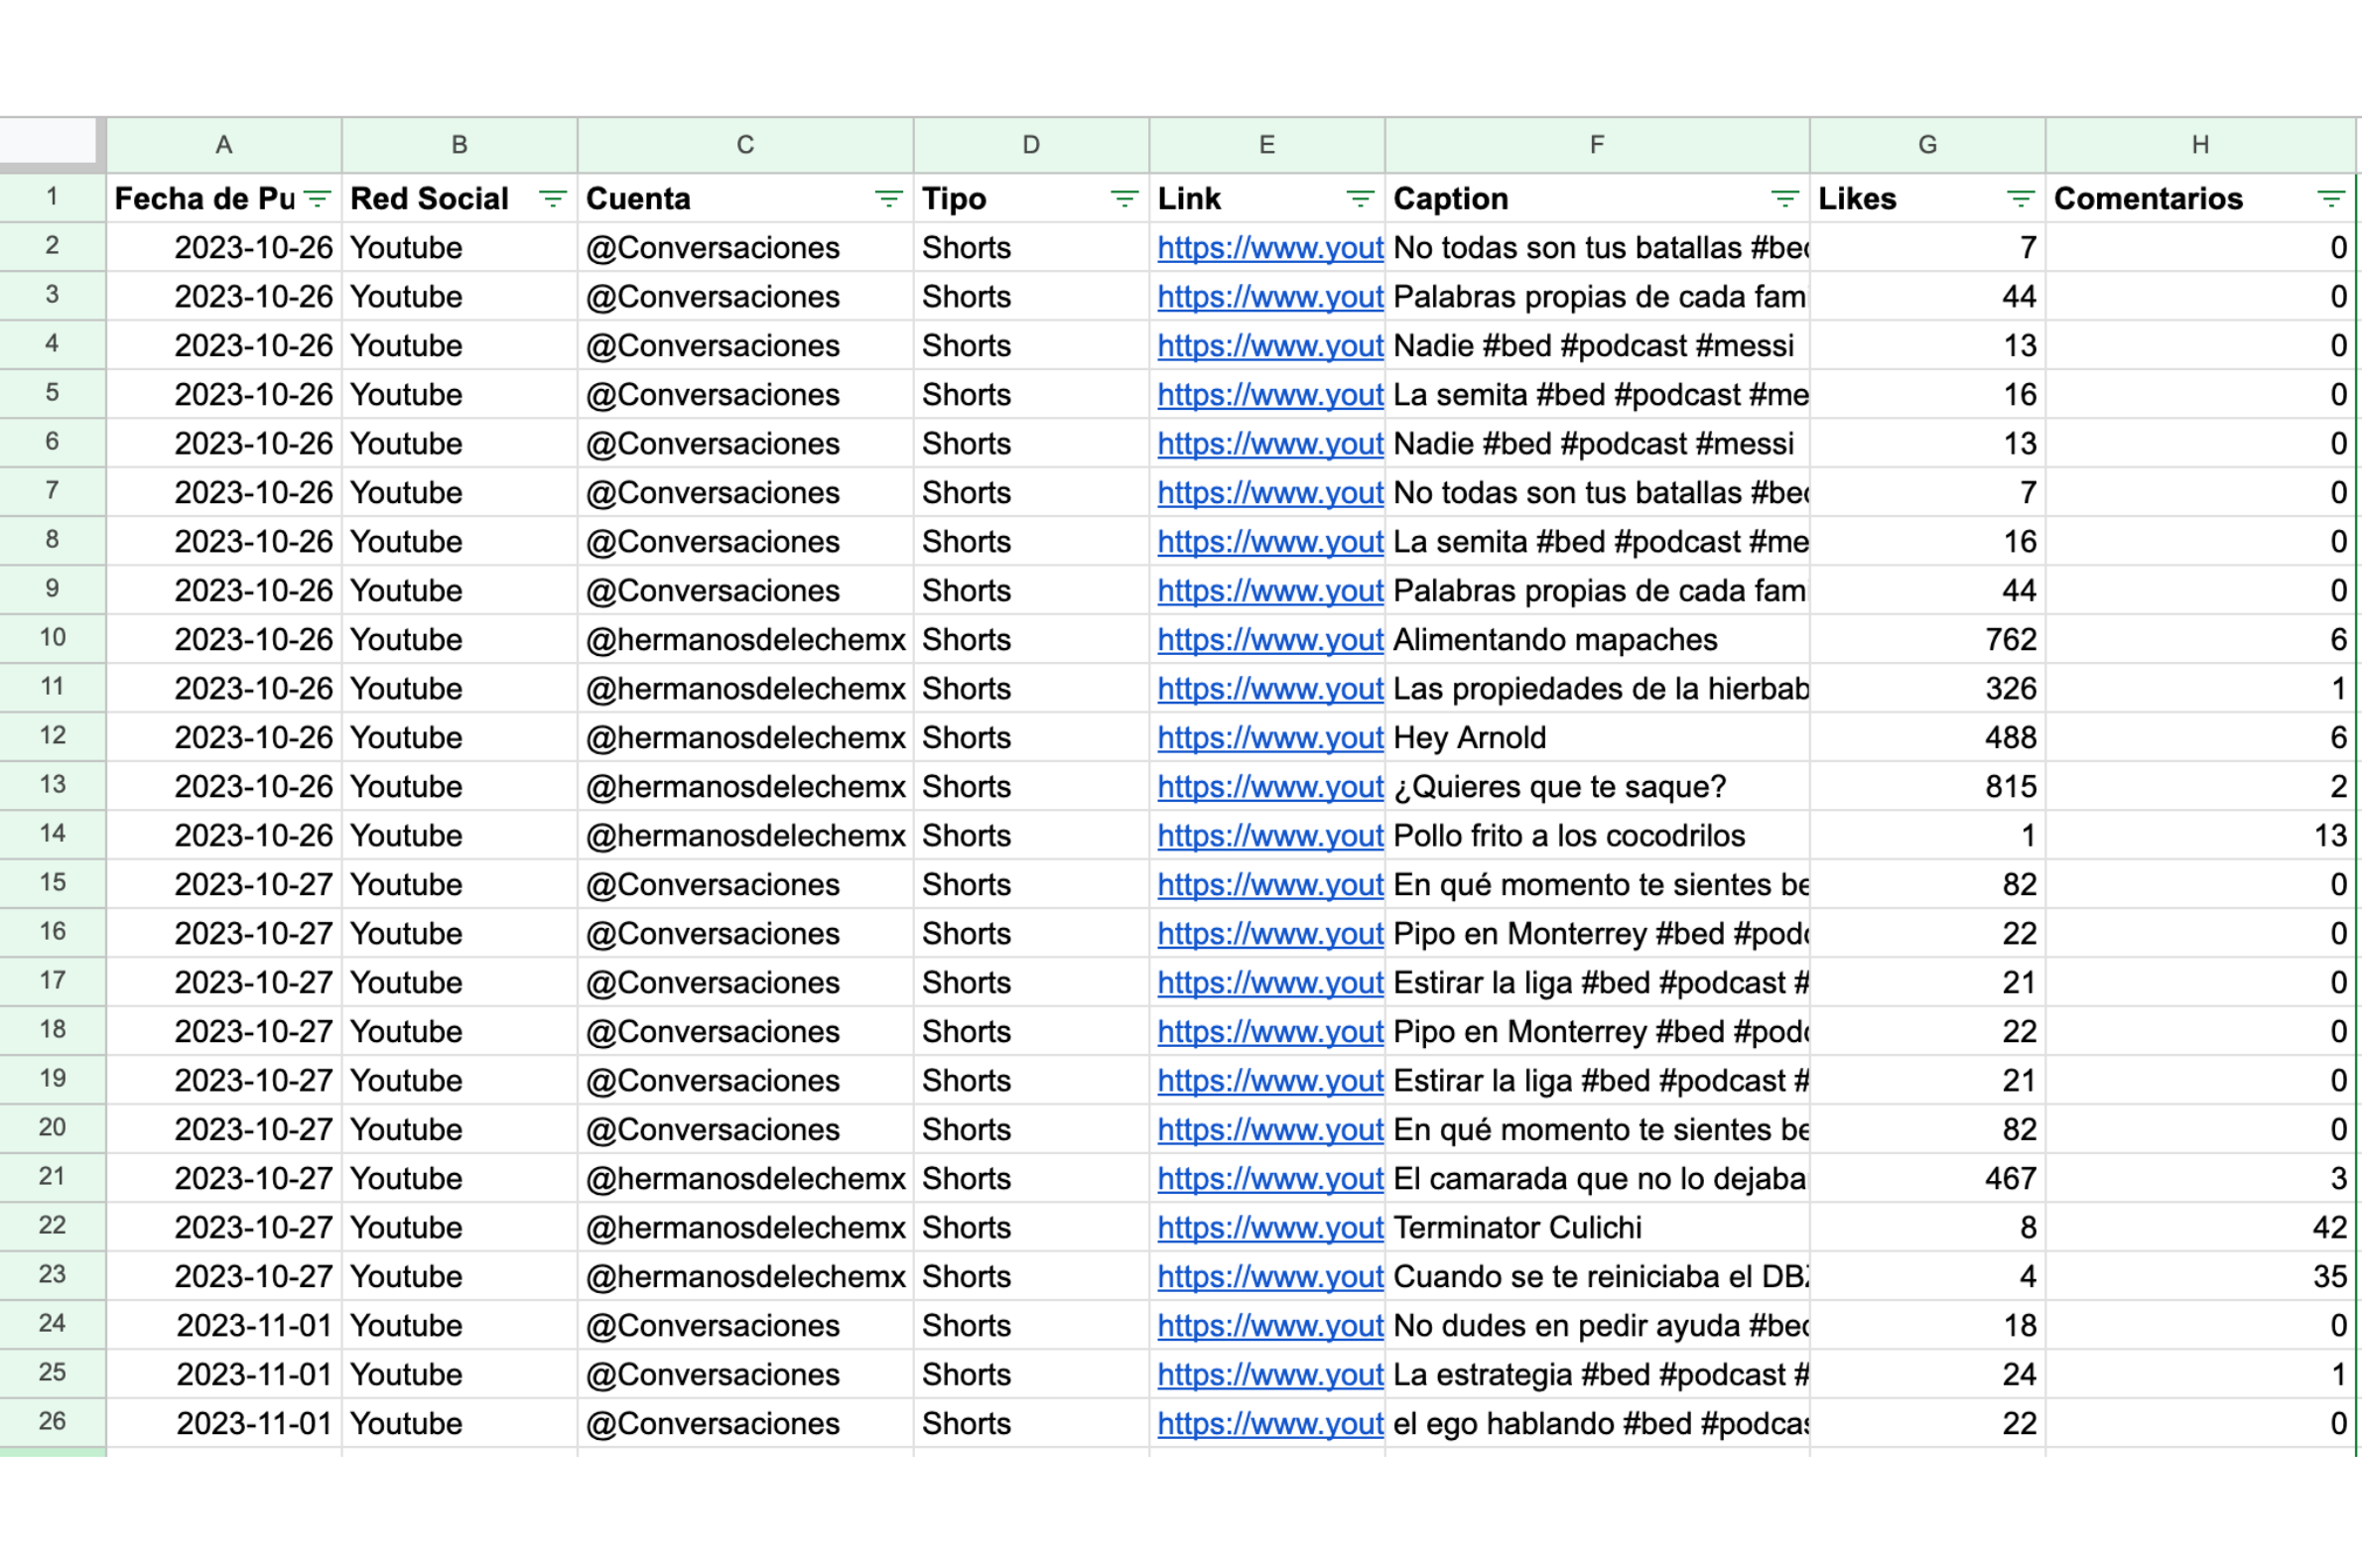 A B C D E F G H
1 Fecha de Pu Red Social Cuenta Tipo Link Caption Likes Comentarios
2 2023-10-26 Youtube @Conversaciones Shorts https://www.yout No todas son tus batallas #bed 7 0
3 2023-10-26 Youtube @Conversaciones Shorts https://www.yout Palabras propias de cada fami 44 0
4 2023-10-26 Youtube @Conversaciones Shorts https://www.yout Nadie #bed #podcast #messi 13 0
5 2023-10-26 Youtube @Conversaciones Shorts https://www.yout La semita #bed #podcast #me 16 0
6 2023-10-26 Youtube @Conversaciones Shorts https://www.yout Nadie #bed #podcast #messi 13 0
7 2023-10-26 Youtube @Conversaciones Shorts https://www.yout No todas son tus batallas #bed 7 0
8 2023-10-26 Youtube @Conversaciones Shorts https://www.yout La semita #bed #podcast #me 16 0
9 2023-10-26 Youtube @Conversaciones Shorts https://www.yout Palabras propias de cada fami 44 0
10 2023-10-26 Youtube @hermanosdelechemx Shorts https://www.yout Alimentando mapaches 762 6
11 2023-10-26 Youtube @hermanosdelechemx Shorts https://www.yout Las propiedades de la hierbab 326 1
12 2023-10-26 Youtube @hermanosdelechemx Shorts https://www.yout Hey Arnold 488 6
13 2023-10-26 Youtube @hermanosdelechemx Shorts https://www.yout ¿Quieres que te saque? 815 2
14 2023-10-26 Youtube @hermanosdelechemx Shorts https://www.yout Pollo frito a los cocodrilos 1 13
15 2023-10-27 Youtube @Conversaciones Shorts https://www.yout En qué momento te sientes be 82 0
16 2023-10-27 Youtube @Conversaciones Shorts https://www.yout Pipo en Monterrey #bed #podc 22 0
17 2023-10-27 Youtube @Conversaciones Shorts https://www.yout Estirar la liga #bed #podcast # 21 0
18 2023-10-27 Youtube @Conversaciones Shorts https://www.yout Pipo en Monterrey #bed #podc 22 0
19 2023-10-27 Youtube @Conversaciones Shorts https://www.yout Estirar la liga #bed #podcast # 21 0
20 2023-10-27 Youtube @Conversaciones Shorts https://www.yout En qué momento te sientes be 82 0
21 2023-10-27 Youtube @hermanosdelechemx Shorts https://www.yout El camarada que no lo dejaba 467 3
22 2023-10-27 Youtube @hermanosdelechemx Shorts https://www.yout Terminator Culichi 8 42
23 2023-10-27 Youtube @hermanosdelechemx Shorts https://www.yout Cuando se te reiniciaba el DBZ 4 35
24 2023-11-01 Youtube @Conversaciones Shorts https://www.yout No dudes en pedir ayuda #bed 18 0
25 2023-11-01 Youtube @Conversaciones Shorts https://www.yout La estrategia #bed #podcast # 24 1
26 2023-11-01 Youtube @Conversaciones Shorts https://www.yout el ego hablando #bed #podcas 22 0